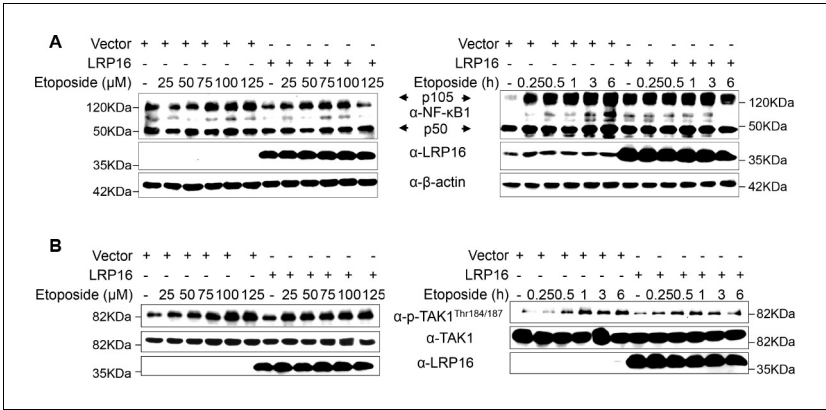 A
Vector + + + + + + - - - - - - Vector + + + + + + - - - - - -
LRP16 - - - - - - + + + + + + LRP16 - - - - - - + + + + + +
Etoposide (µM) - 25 50 75 100 125 - 25 50 75 100 125 Etoposide (h) - 0.25 0.5 1 3 6 - 0.25 0.5 1 3 6
120KDa p105 120KDa
α-NF-κB1
50KDa p50 50KDa
35KDa α-LRP16 35KDa
42KDa α-β-actin 42KDa
B
Vector + + + + + + - - - - - - Vector + + + + + + - - - - - -
LRP16 - - - - - - + + + + + + LRP16 - - - - - - + + + + + +
Etoposide (µM) - 25 50 75 100 125 - 25 50 75 100 125 Etoposide (h) - 0.25 0.5 1 3 6 - 0.25 0.5 1 3 6
82KDa α-p-TAK1Thr184/187 82KDa
82KDa α-TAK1 82KDa
35KDa α-LRP16 35KDa